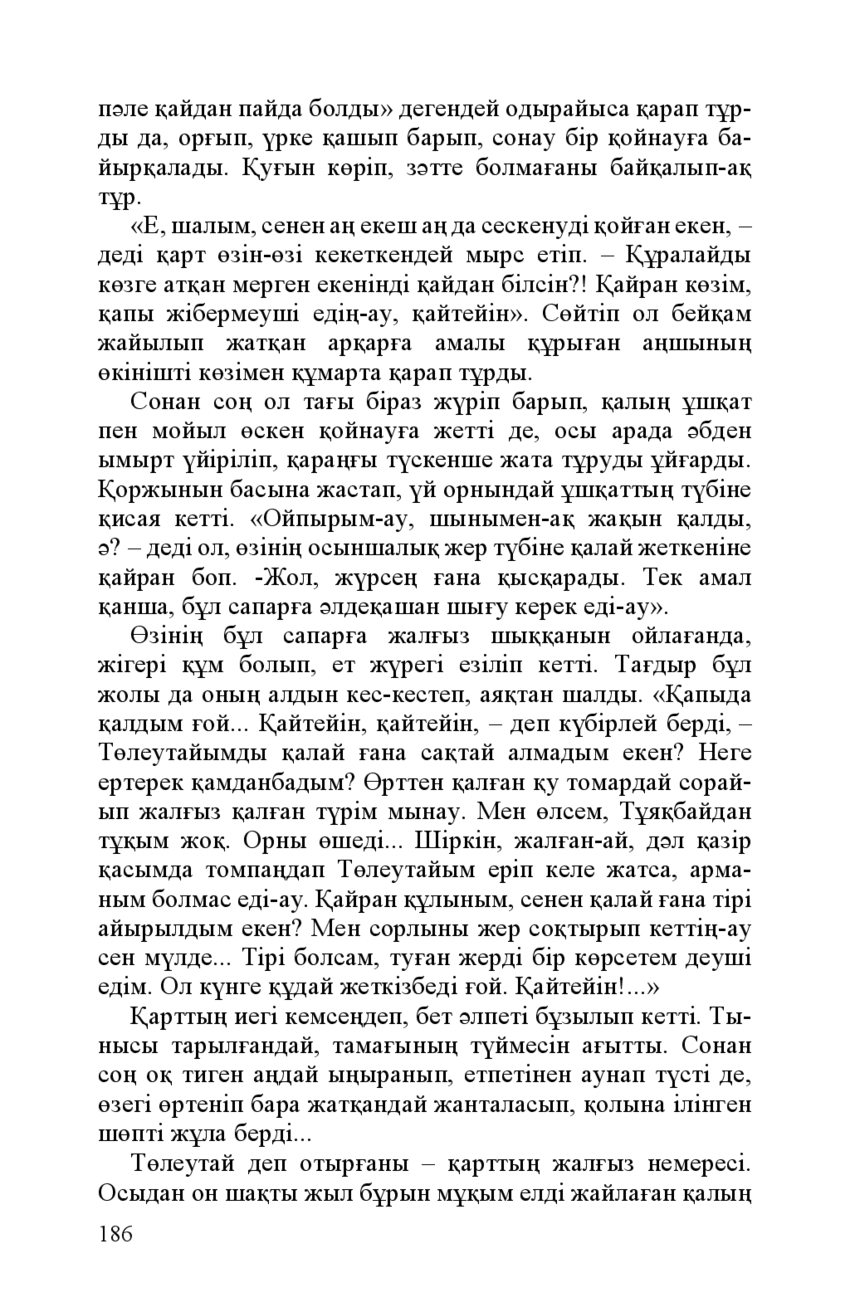 пәле қайдан пайда болды» дегендей одырайыса қарап тұр-
ды да, орғып, үрке қашып барып, сонау бір қойнауға ба-
йырқалады. Қуғын көріп, зәтте болмағаны байқалып-ақ
тұр.
«Е, шалым, сенен аң екеш аң да сескенуді қойған екен, –
деді қарт өзін-өзі кекеткендей мырс етіп. – Құралайды
көзге атқан мерген екенінді қайдан білсін?! Қайран көзім,
қапы жібермеуші едің-ау, қайтейін». Сөйтіп ол бейқам
жайылып жатқан арқарға амалы құрыған аңшының
өкінішті көзімен құмарта қарап тұрды.
Сонан соң ол тағы біраз жүріп барып, қалың ұшқат
пен мойыл өскен қойнауға жетті де, осы арада әбден
ымырт үйіріліп, қараңғы түскенше жата тұруды ұйғарды.
Қоржынын басына жастап, үй орнындай ұшқаттың түбіне
қисая кетті. «Ойпырым-ау, шынымен-ақ жақын қалды,
ә? – деді ол, өзінің осыншалық жер түбіне қалай жеткеніне
қайран боп. -Жол, жүрсең ғана қысқарады. Тек амал
қанша, бұл сапарға әлдеқашан шығу керек еді-ау».
Өзінің бұл сапарға жалғыз шыққанын ойлағанда,
жігері құм болып, ет жүрегі езіліп кетті. Тағдыр бұл
жолы да оның алдын кес-кестеп, аяқтан шалды. «Қапыда
қалдым ғой... Қайтейін, қайтейін, – деп күбірлей берді, –
Төлеутайымды қалай ғана сақтай алмадым екен? Неге
ертерек қамданбадым? Өрттен қалған қу томардай сорай-
ып жалғыз қалған түрім мынау. Мен өлсем, Тұяқбайдан
тұқым жоқ. Орны өшеді... Шіркін, жалған-ай, дәл қазір
қасымда томпаңдап Төлеутайым еріп келе жатса, арма-
ным болмас еді-ау. Қайран құлыным, сенен қалай ғана тірі
айырылдым екен? Мен сорлыны жер соқтырып кеттің-ау
сен мүлде... Тірі болсам, туған жерді бір көрсетем деуші
едім. Ол күнге құдай жеткізбеді ғой. Қайтейін!...»
Қарттың иегі кемсеңдеп, бет әлпеті бұзылып кетті. Ты-
нысы тарылғандай, тамағының түймесін ағытты. Сонан
соң оқ тиген аңдай ыңыранып, етпетінен аунап түсті де,
өзегі өртеніп бара жатқандай жанталасып, қолына ілінген
шөпті жұла берді...
Төлеутай деп отырғаны – қарттың жалғыз немересі.
Осыдан он шақты жыл бұрын мұқым елді жайлаған қалың
186